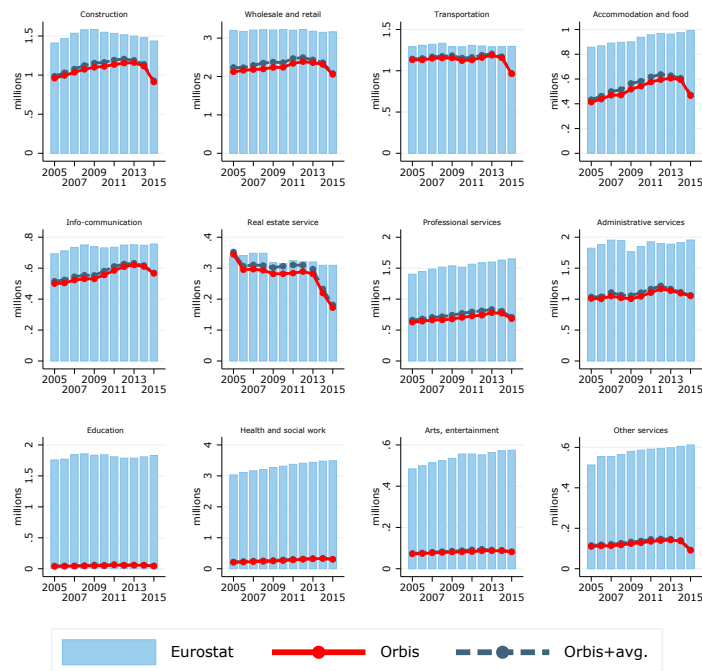 Construction
Wholesale and retail
Transportation
Accommodation and food
millions
0 .5 1 1.5
millions
0 1 2 3
millions
0 .5 1 1.5
millions
0 .2 .4 .6 .8 1
2005 2009 2013
2007 2011 2015
2005 2009 2013
2007 2011 2015
2005 2009 2013
2007 2011 2015
2005 2009 2013
2007 2011 2015
Info-communication
Real estate service
Professional services
Administrative services
millions
0 .2 .4 .6 .8
millions
0 .1 .2 .3 .4
millions
0 .5 1 1.5 2
millions
0 .5 1 1.5 2
2005 2009 2013
2007 2011 2015
2005 2009 2013
2007 2011 2015
2005 2009 2013
2007 2011 2015
2005 2009 2013
2007 2011 2015
Education
Health and social work
Arts, entertainment
Other services
millions
0 .5 1 1.5 2
millions
0 1 2 3 4
millions
0 .2 .4 .6
millions
0 .2 .4 .6
2005 2009 2013
2007 2011 2015
2005 2009 2013
2007 2011 2015
2005 2009 2013
2007 2011 2015
2005 2009 2013
2007 2011 2015
Eurostat Orbis Orbis+avg.